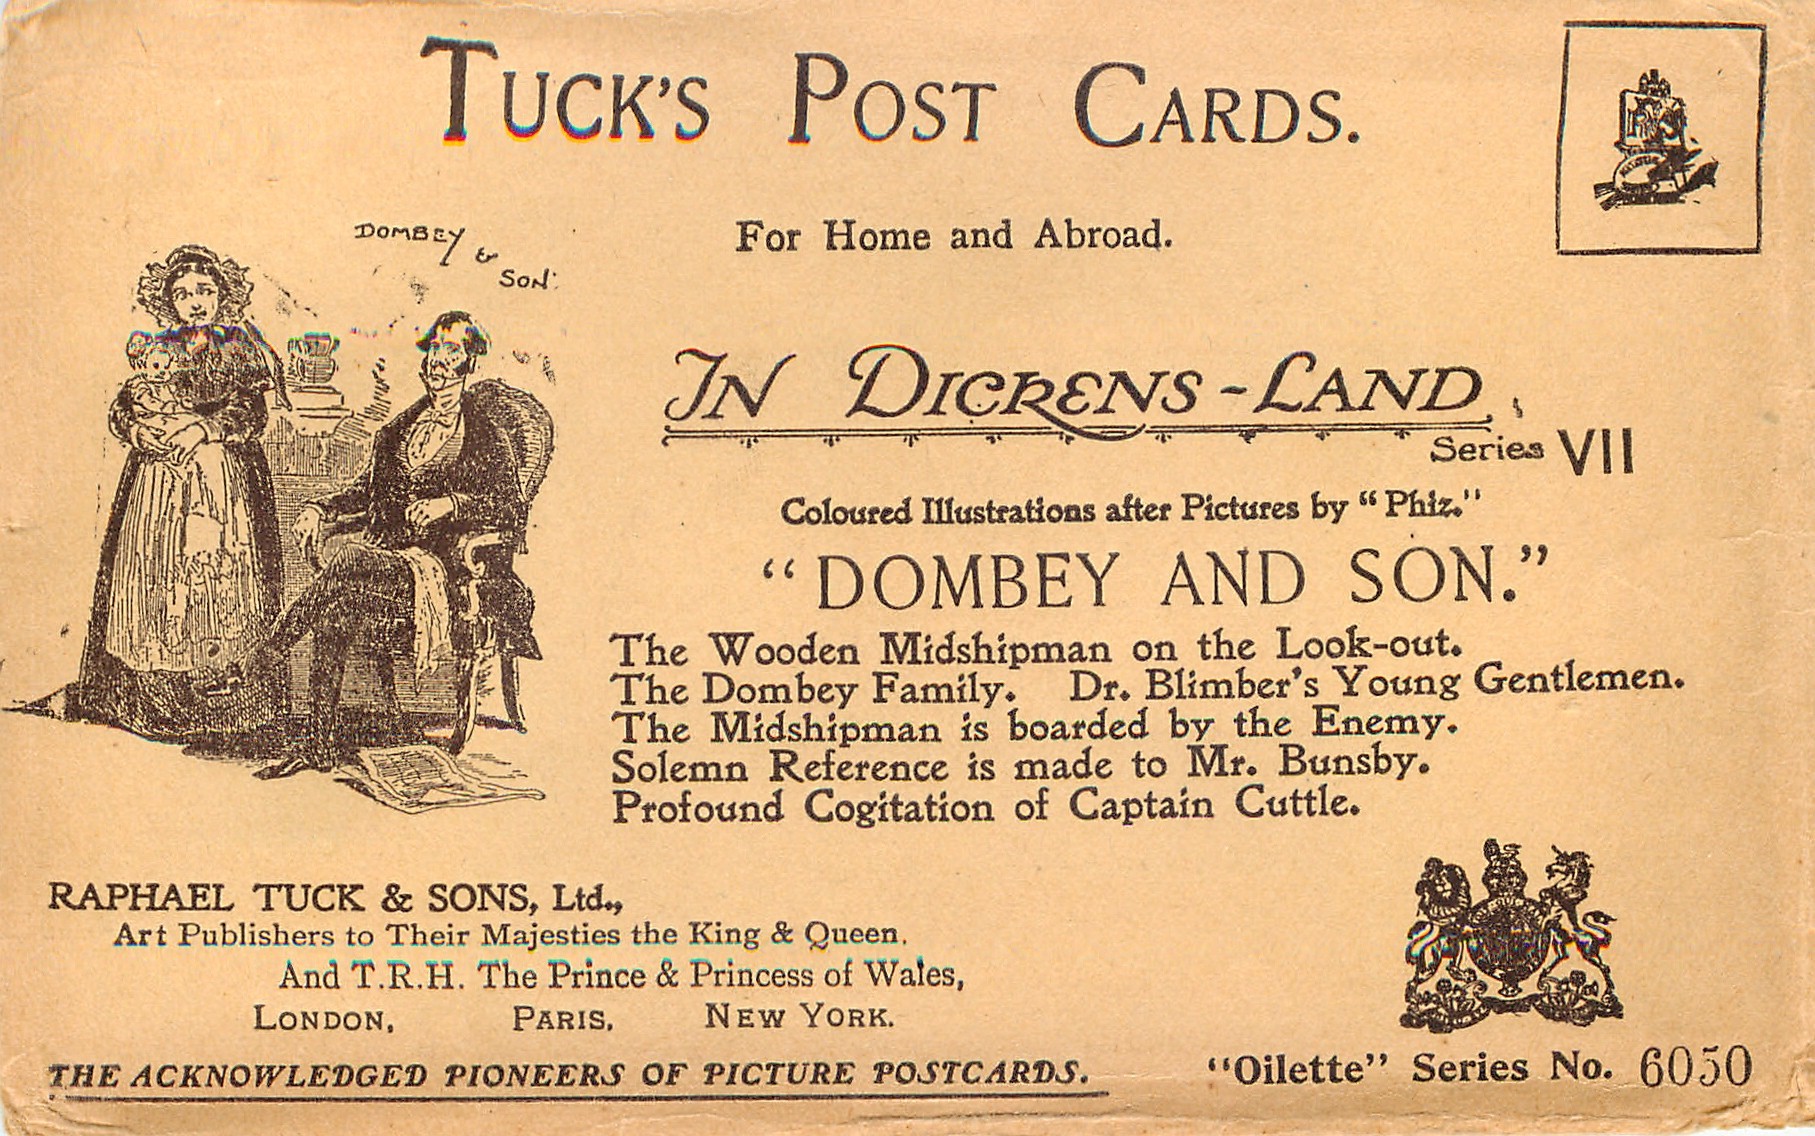 TUCK'S POST CARDS.
For Home and Abroad.
DOMBEY
&
SON.
IN DICKENS-LAND,
Series VII
Coloured Illustrations after Pictures by "Phiz."
"DOMBEY AND SON."
The Wooden Midshipman on the Look-out.
The Dombey Family. Dr. Blimber's Young Gentlemen.
The Midshipman is boarded by the Enemy.
Solemn Reference is made to Mr. Bunsby.
Profound Cogitation of Captain Cuttle.
RAPHAEL TUCK & SONS, Ltd.,
Art Publishers to Their Majesties the King & Queen.
And T.R.H. The Prince & Princess of Wales,
LONDON, PARIS, NEW YORK.
THE ACKNOWLEDGED PIONEERS OF PICTURE POSTCARDS.
"Oilette" Series No. 6050